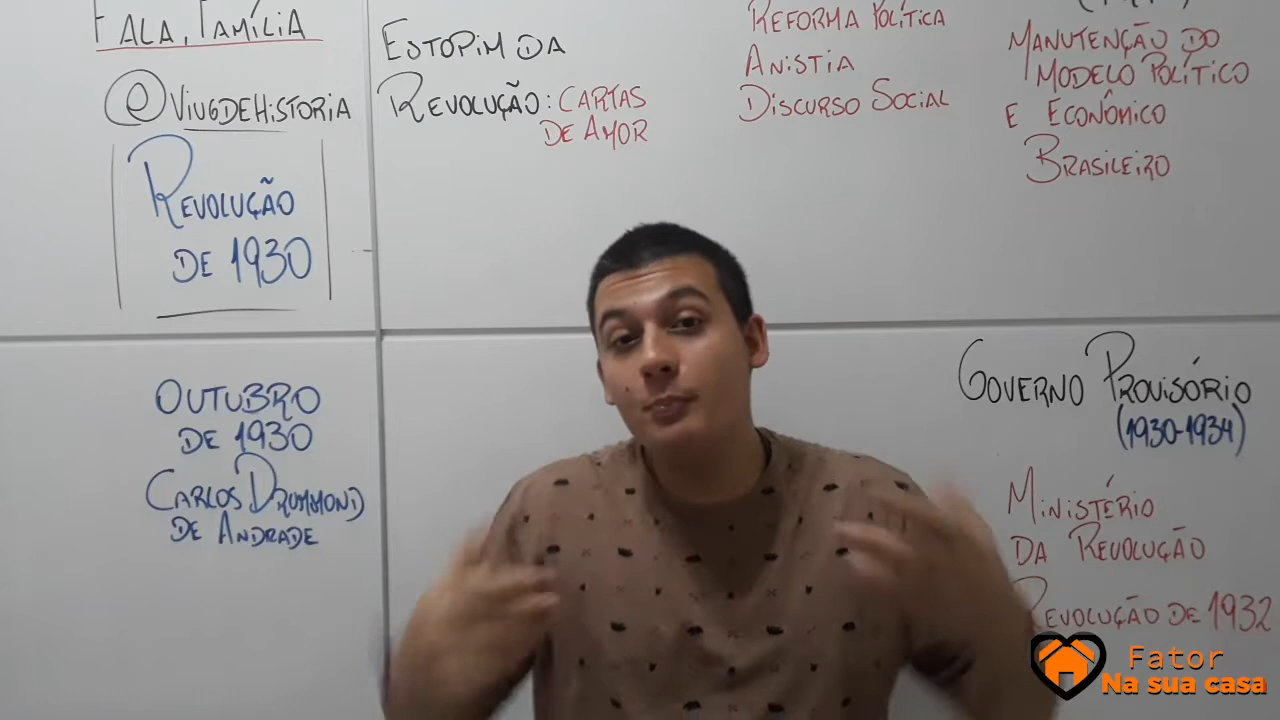 FALA, FAMÍLIA
@VIUGDEHISTORIA
REVOLUÇÃO
DE 1930
OUTUBRO
DE 1930
CARLOS DRUMMOND
DE ANDRADE
ESTOPIM DA
REVOLUÇÃO: CARTAS
DE AMOR
REFORMA POLÍTICA
ANISTIA
DISCURSO SOCIAL
MANUTENÇÃO DO
MODELO POLÍTICO
E ECONÔMICO
BRASILEIRO
GOVERNO PROVISÓRIO
(1930-1934)
MINISTÉRIO
DA REVOLUÇÃO
REVOLUÇÃO DE 1932
Fator
Na sua casa